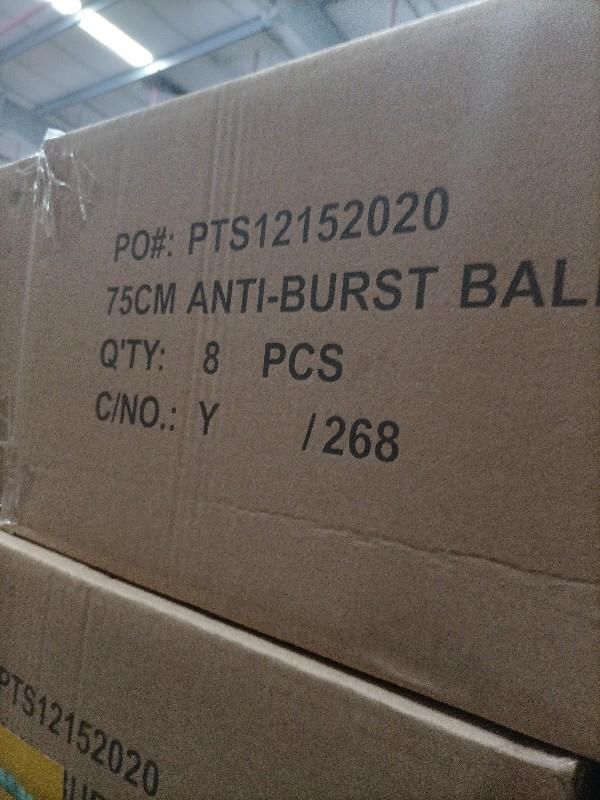 PO#: PTS12152020
75CM ANTI-BURST BAL
Q'TY: 8 PCS
C/NO.: Y /268
PTS12152020